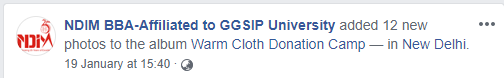 NDIM
NDIM BBA-Affiliated to GGSIP University added 12 new
photos to the album Warm Cloth Donation Camp — in New Delhi.
19 January at 15:40 ·